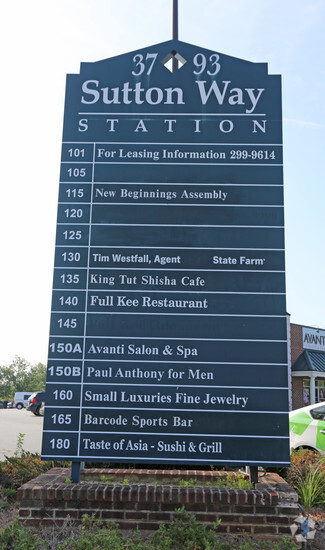 37 93
Sutton Way
STATION
101 For Leasing Information 299-9614
105
115 New Beginnings Assembly
120
125
130 Tim Westfall, Agent State Farm
135 King Tut Shisha Cafe
140 Full Kee Restaurant
145
150A Avanti Salon & Spa
150B Paul Anthony for Men
160 Small Luxuries Fine Jewelry
165 Barcode Sports Bar
180 Taste of Asia - Sushi & Grill
AVANT